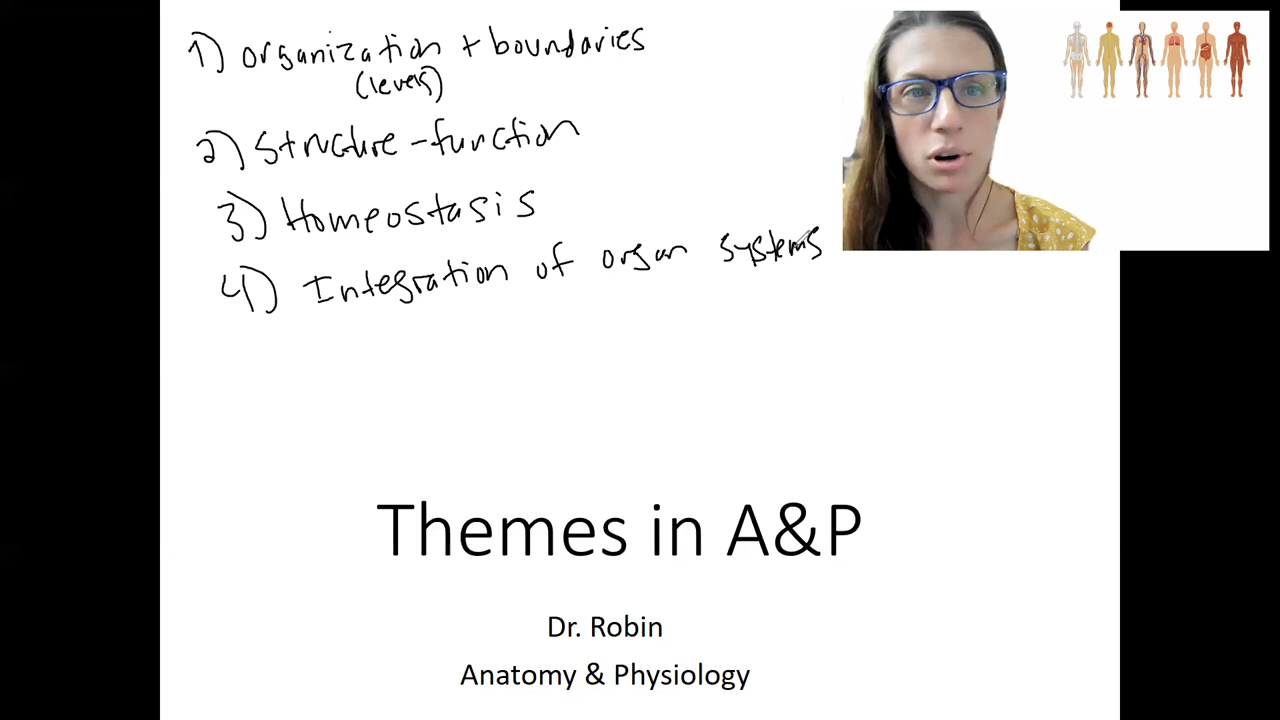 1) organization + boundaries
(levels)
2) Structure-function
3) Homeostasis
4) Integration of organ systems
Themes in A&P
Dr. Robin
Anatomy & Physiology